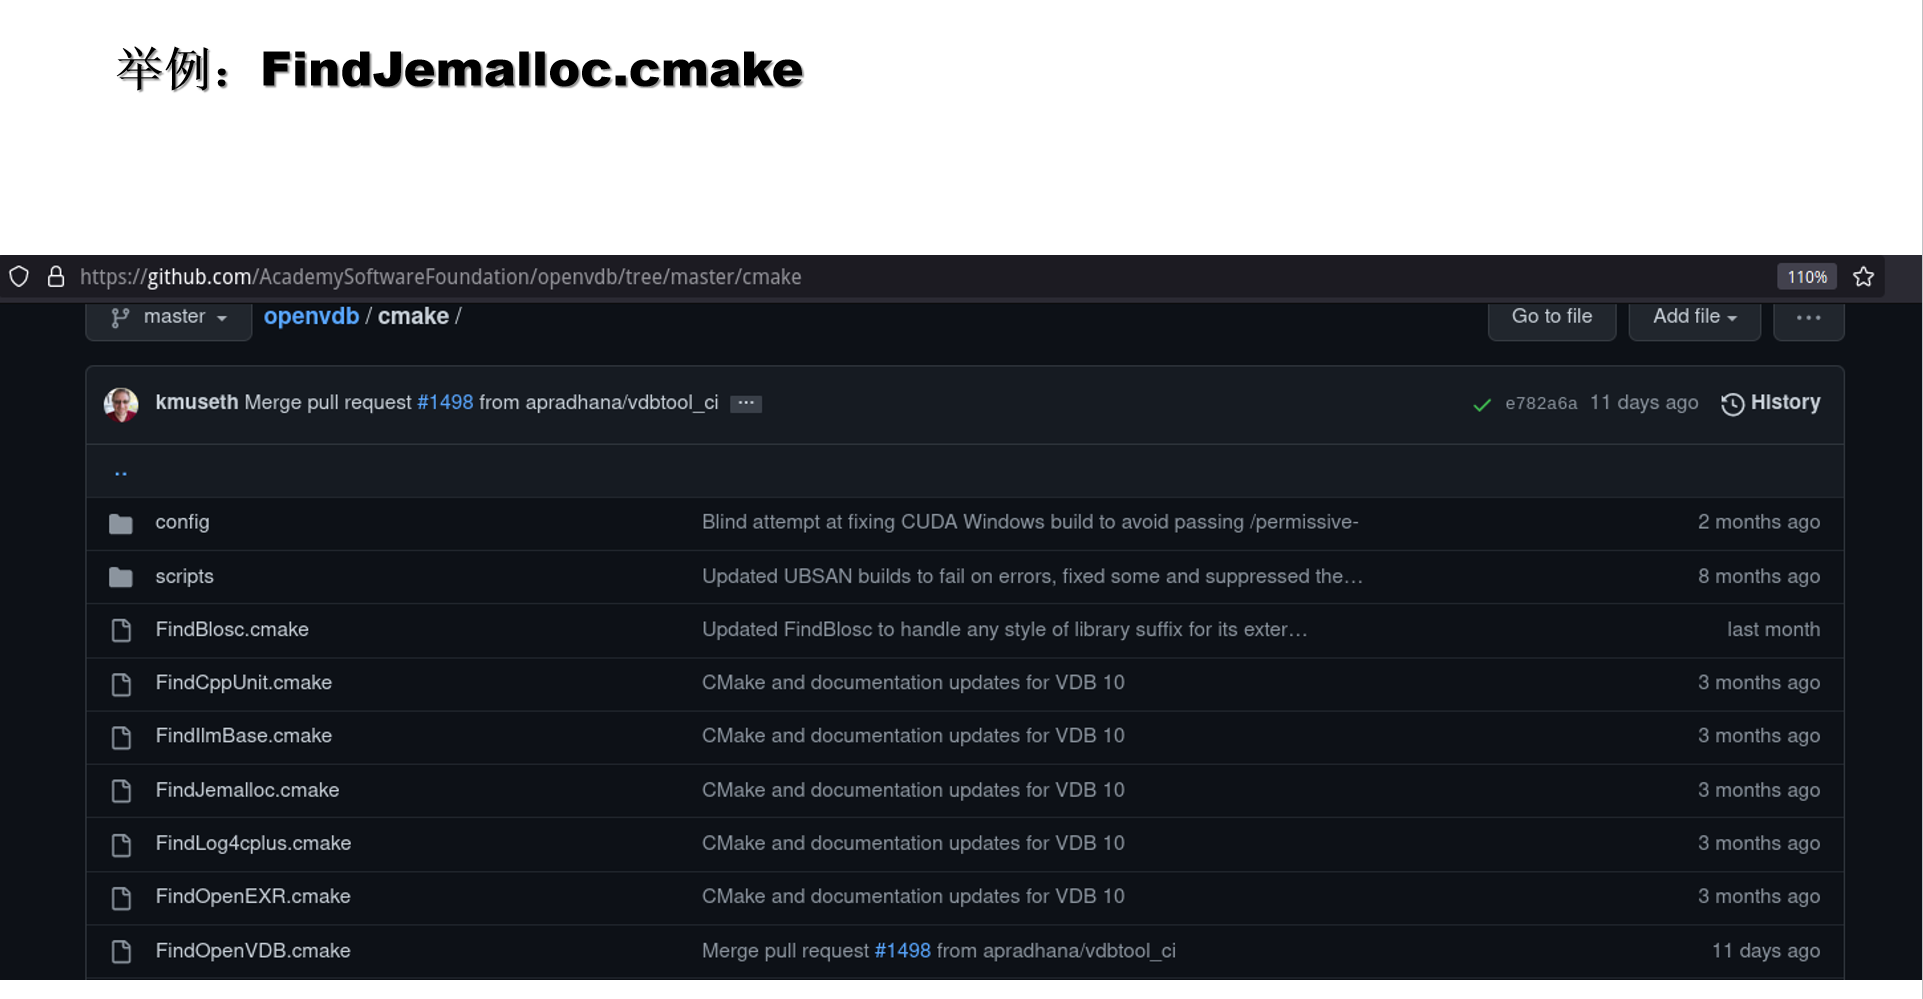 举例：FindJemalloc.cmake
https://github.com/AcademySoftwareFoundation/openvdb/tree/master/cmake 110%
master openvdb / cmake / Go to file Add file ...
kmuseth Merge pull request #1498 from apradhana/vdbtool_ci ... e782a6a 11 days ago History
..
config Blind attempt at fixing CUDA Windows build to avoid passing /permissive- 2 months ago
scripts Updated UBSAN builds to fail on errors, fixed some and suppressed the… 8 months ago
FindBlosc.cmake Updated FindBlosc to handle any style of library suffix for its exter… last month
FindCppUnit.cmake CMake and documentation updates for VDB 10 3 months ago
FindIlmBase.cmake CMake and documentation updates for VDB 10 3 months ago
FindJemalloc.cmake CMake and documentation updates for VDB 10 3 months ago
FindLog4cplus.cmake CMake and documentation updates for VDB 10 3 months ago
FindOpenEXR.cmake CMake and documentation updates for VDB 10 3 months ago
FindOpenVDB.cmake Merge pull request #1498 from apradhana/vdbtool_ci 11 days ago